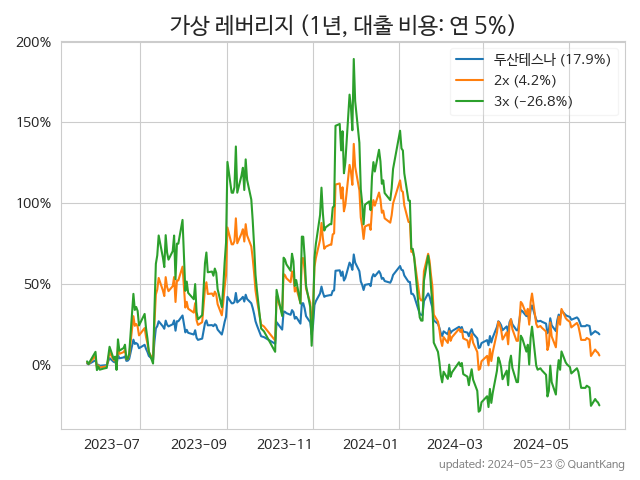 가상 레버리지 (1년, 대출 비용: 연 5%)
두산테스나 (17.9%)
2x (4.2%)
3x (−26.8%)
200%
150%
100%
50%
0%
2023-07 2023-09 2023-11 2024-01 2024-03 2024-05
updated: 2024-05-23 © QuantKang